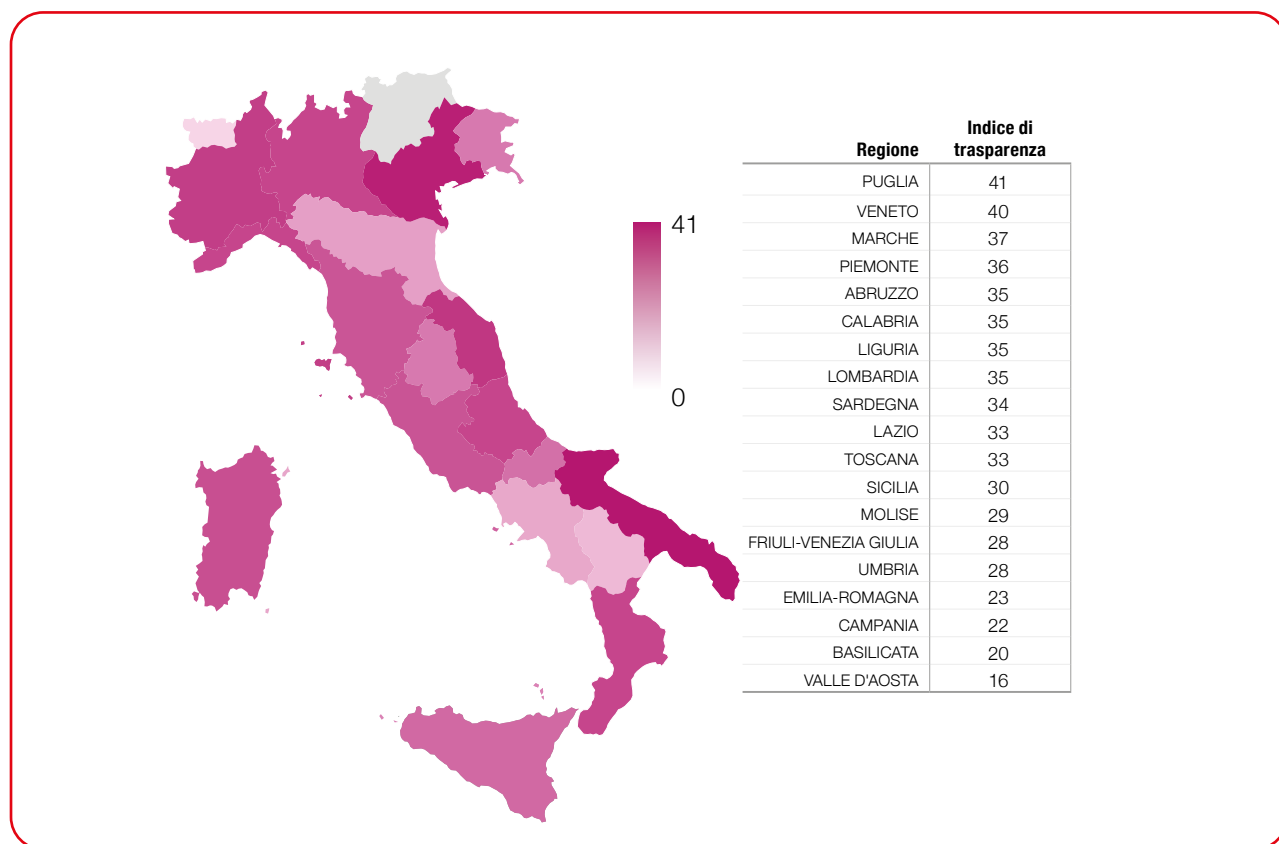 41
0
Regione Indice di
trasparenza
PUGLIA 41
VENETO 40
MARCHE 37
PIEMONTE 36
ABRUZZO 35
CALABRIA 35
LIGURIA 35
LOMBARDIA 35
SARDEGNA 34
LAZIO 33
TOSCANA 33
SICILIA 30
MOLISE 29
FRIULI-VENEZIA GIULIA 28
UMBRIA 28
EMILIA-ROMAGNA 23
CAMPANIA 22
BASILICATA 20
VALLE D'AOSTA 16